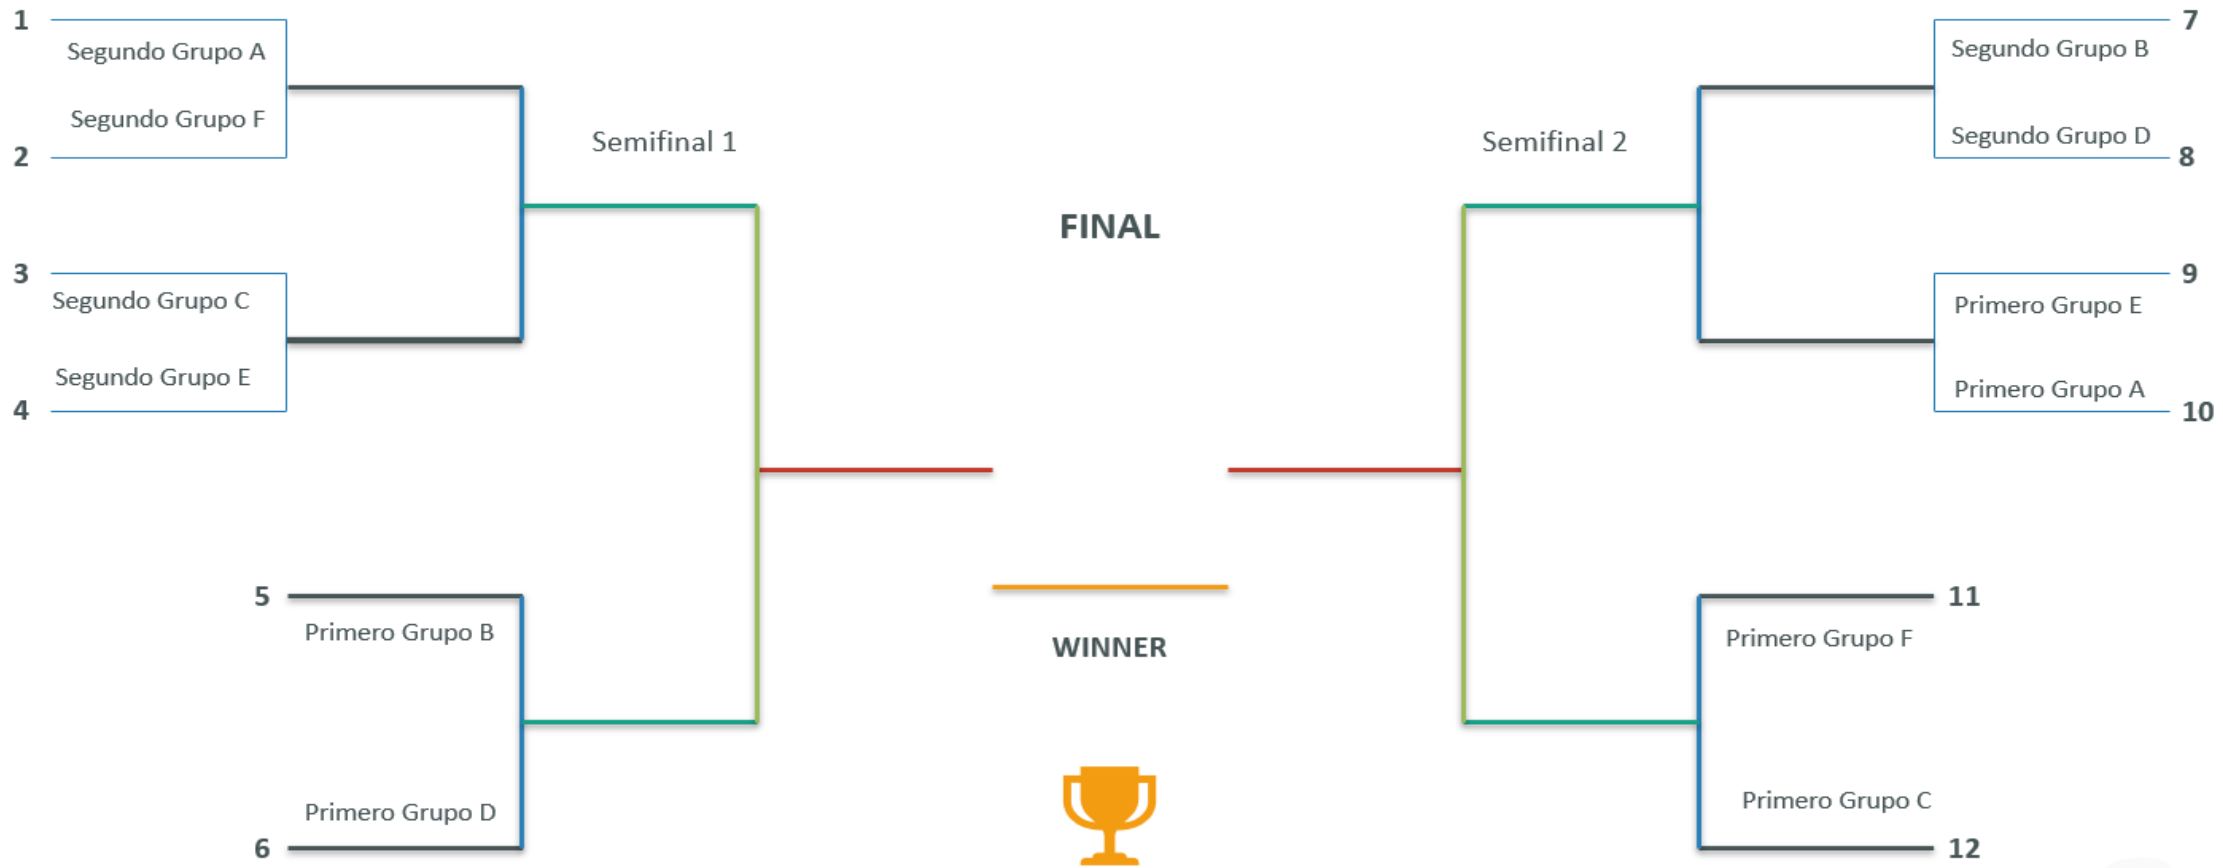 1
Segundo Grupo A
Segundo Grupo F
2
3
Segundo Grupo C
Segundo Grupo E
4
5
Primero Grupo B
Primero Grupo D
6
Semifinal 1
FINAL
WINNER
Semifinal 2
7
Segundo Grupo B
Segundo Grupo D
8
9
Primero Grupo E
Primero Grupo A
10
11
Primero Grupo F
Primero Grupo C
12